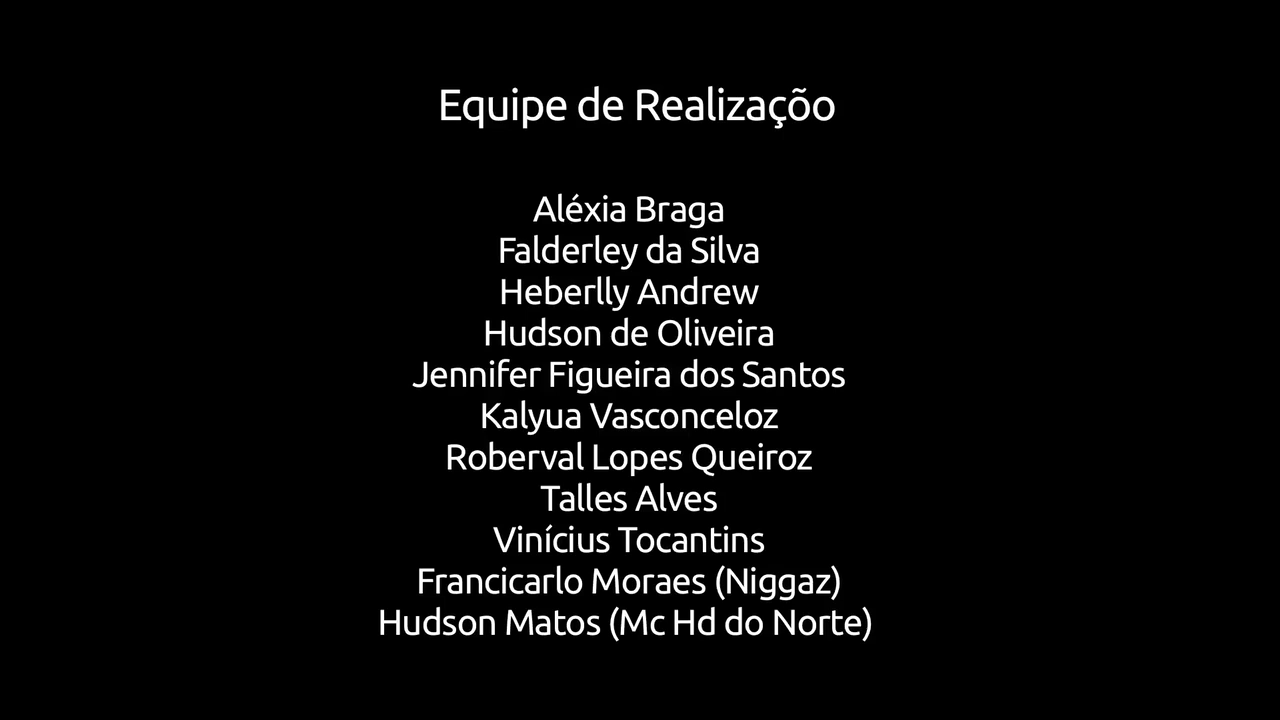 Equipe de Realizaçõo
Aléxia Braga
Falderley da Silva
Heberlly Andrew
Hudson de Oliveira
Jennifer Figueira dos Santos
Kalyua Vasconceloz
Roberval Lopes Queiroz
Talles Alves
Vinícius Tocantins
Francicarlo Moraes (Niggaz)
Hudson Matos (Mc Hd do Norte)